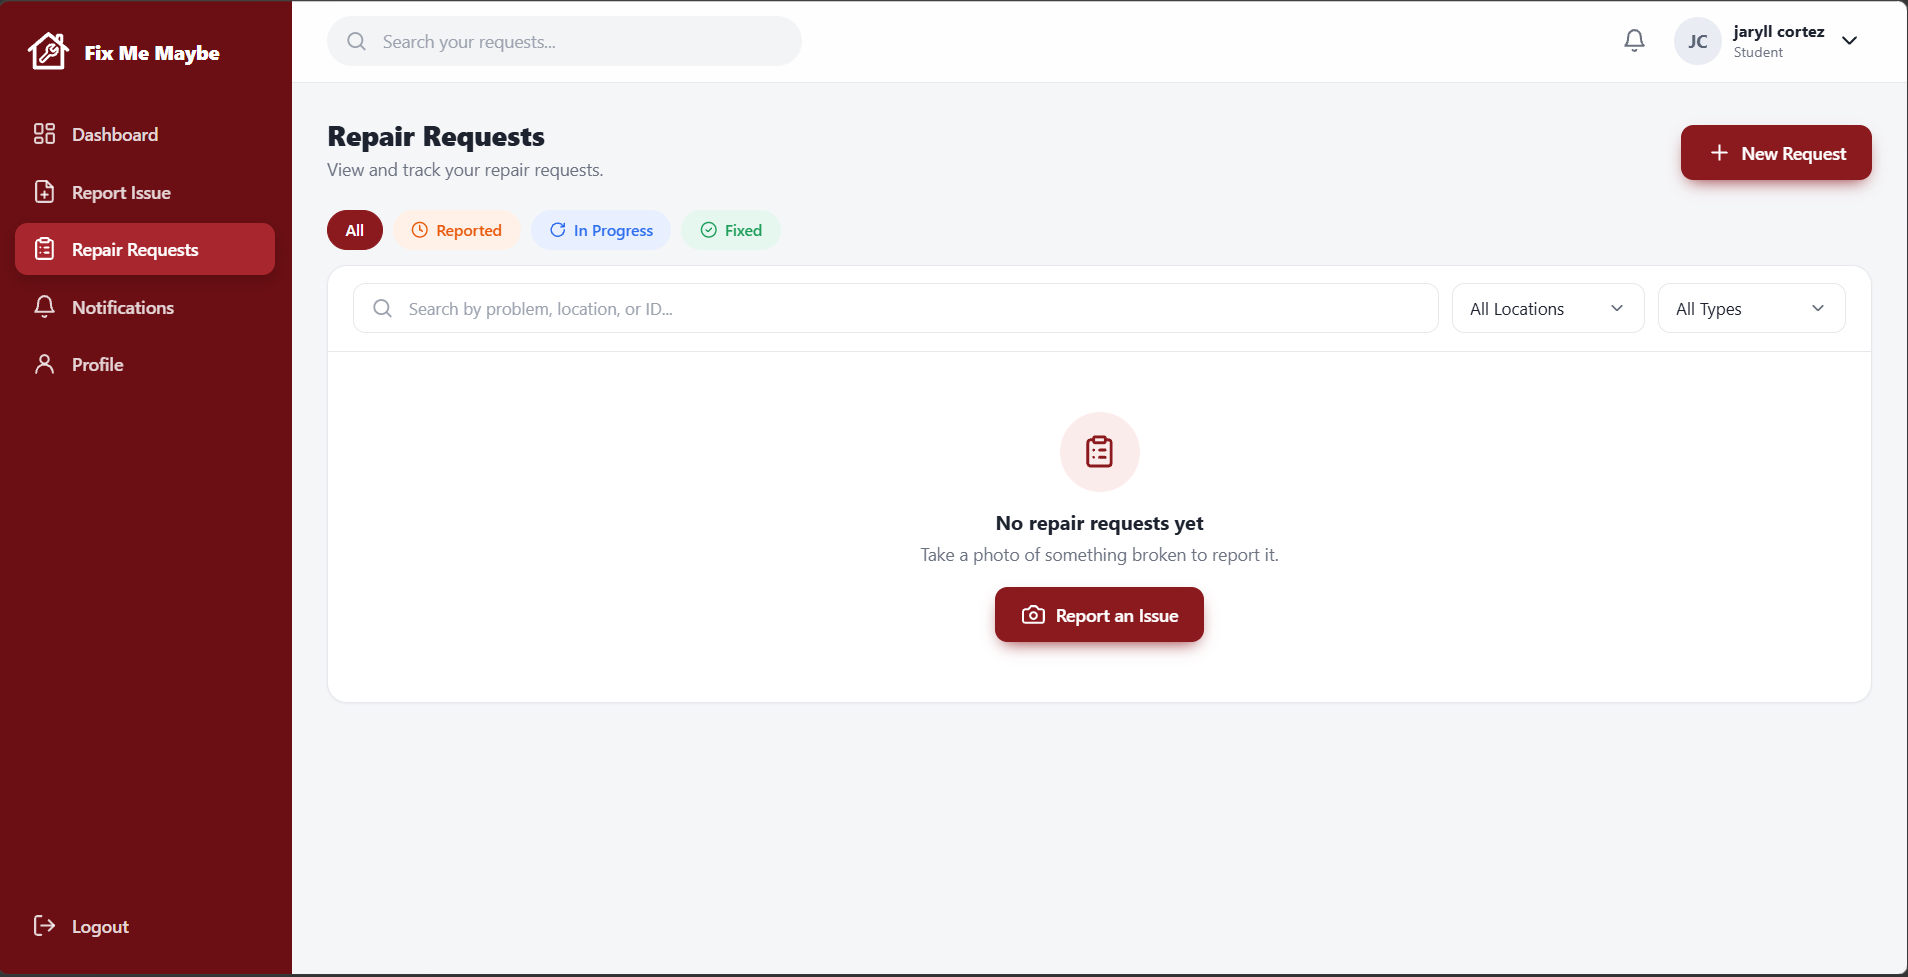 Fix Me Maybe
Search your requests...
JC
jaryll cortez
Student
Dashboard
Report Issue
Repair Requests
Notifications
Profile
Logout
Repair Requests
View and track your repair requests.
New Request
All
Reported
In Progress
Fixed
Search by problem, location, or ID...
All Locations
All Types
No repair requests yet
Take a photo of something broken to report it.
Report an Issue